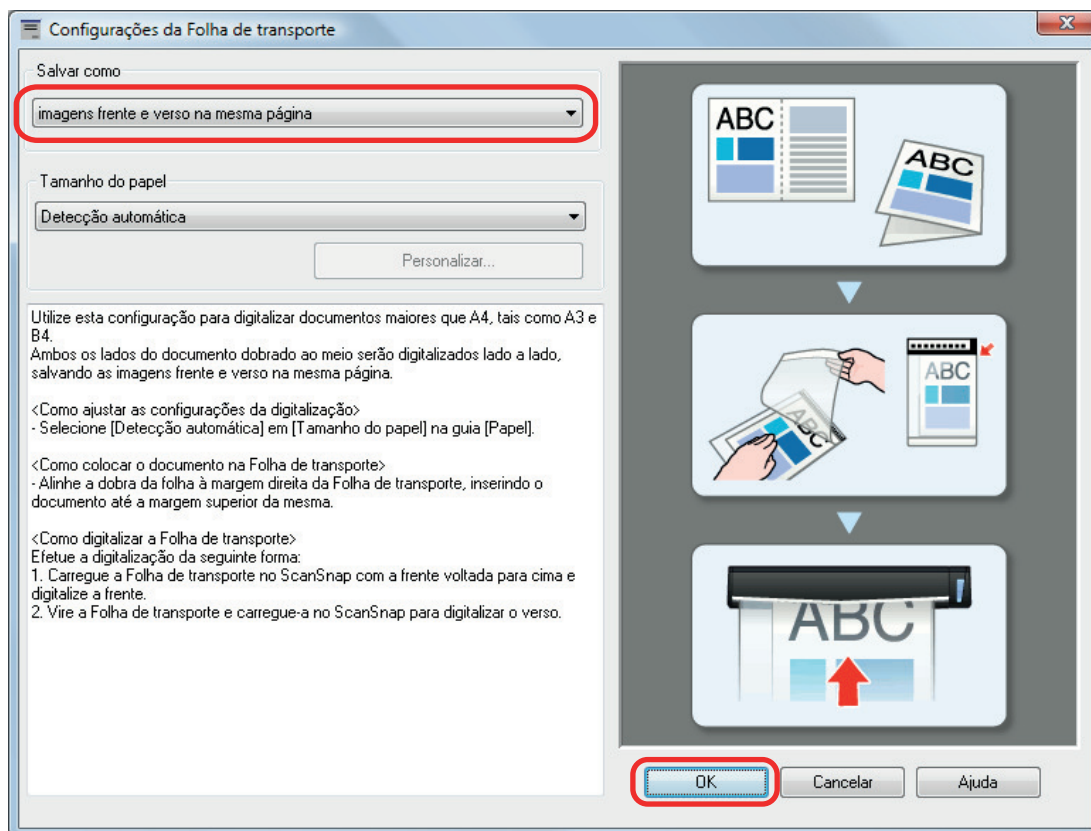 Configurações da Folha de transporte
Salvar como
imagens frente e verso na mesma página
Tamanho do papel
Detecção automática
Personalizar...
Utilize esta configuração para digitalizar documentos maiores que A4, tais como A3 e
B4.
Ambos os lados do documento dobrado ao meio serão digitalizados lado a lado,
salvando as imagens frente e verso na mesma página.
<Como ajustar as configurações da digitalização>
- Selecione [Detecção automática] em [Tamanho do papel] na guia [Papel].
<Como colocar o documento na Folha de transporte>
- Alinhe a dobra da folha à margem direita da Folha de transporte, inserindo o
documento até a margem superior da mesma.
<Como digitalizar a Folha de transporte>
Efetue a digitalização da seguinte forma:
1. Carregue a Folha de transporte no ScanSnap com a frente voltada para cima e
digitalize a frente.
2. Vire a Folha de transporte e carregue-a no ScanSnap para digitalizar o verso.
ABC
ABC
ABC
ABC
ABC
OK
Cancelar
Ajuda